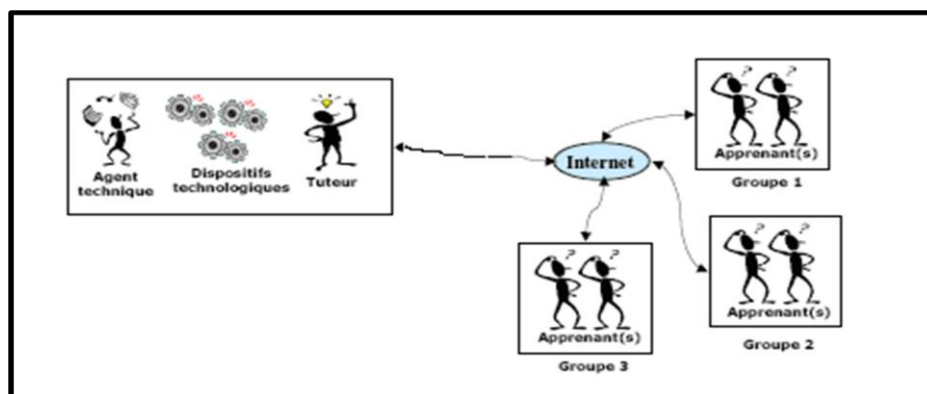 Agent
technique
Dispositifs
technologiques
Tuteur
Internet
?
?
Apprenant(s)
Groupe 1
?
?
Apprenant(s)
Groupe 2
?
?
Apprenant(s)
Groupe 3